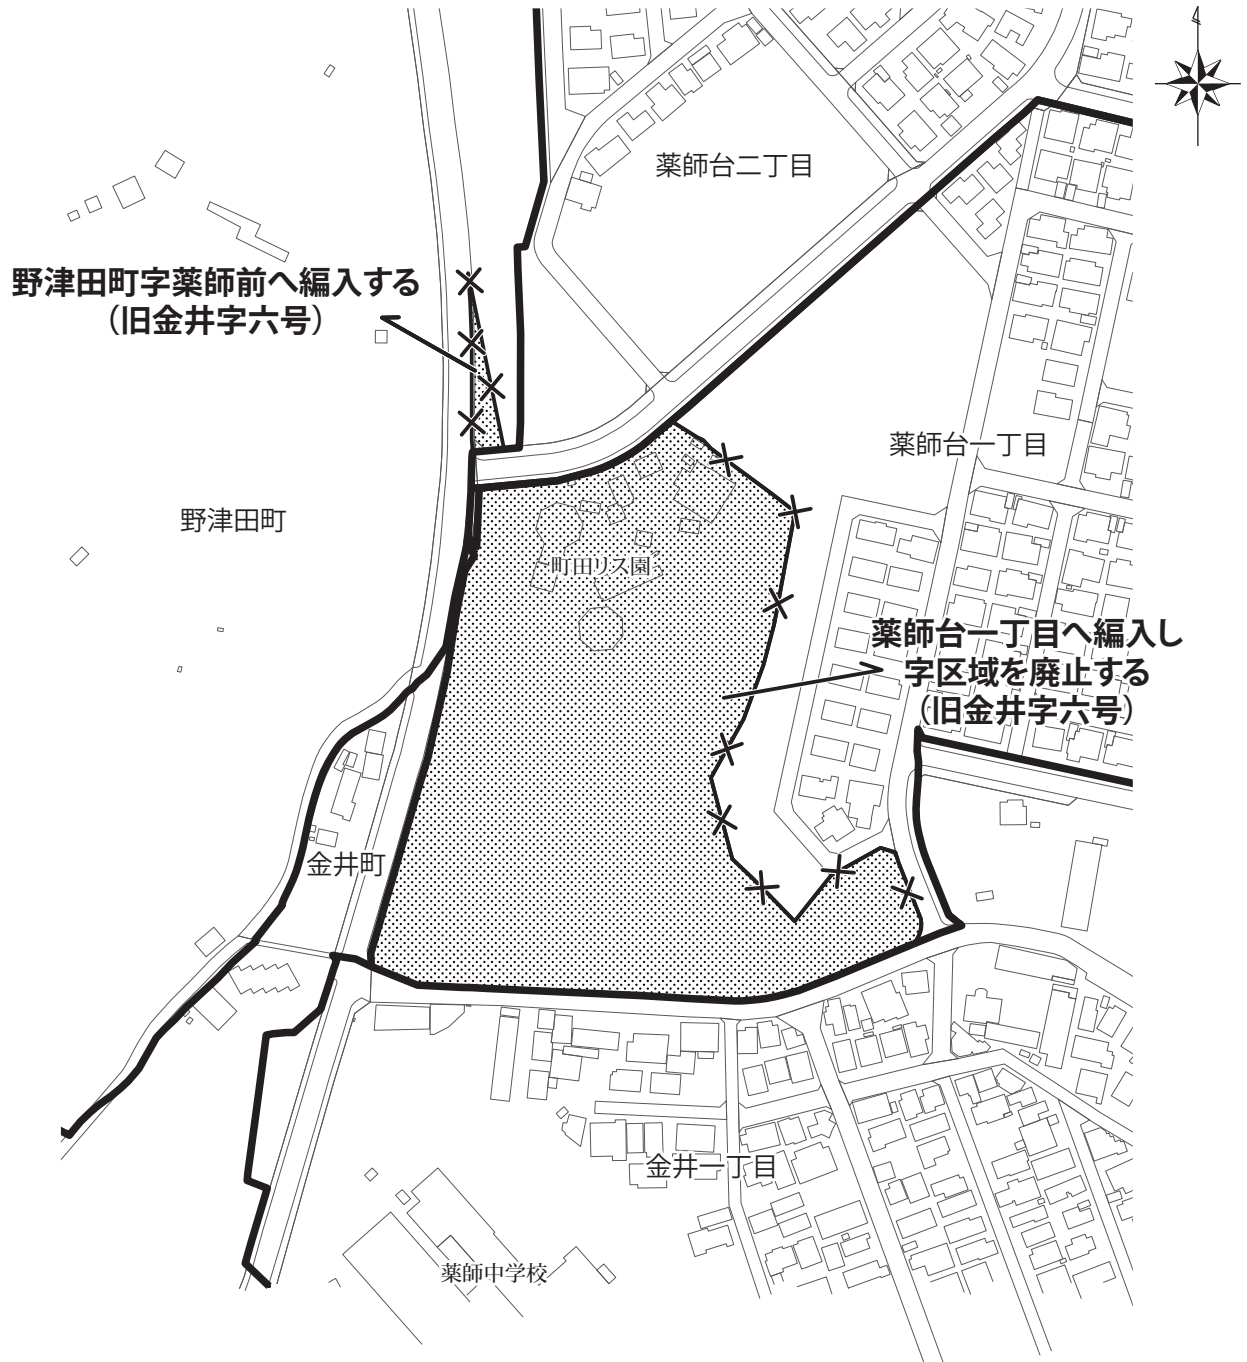 薬師台二丁目
野津田町字薬師前へ編入する
（旧金井字六号）
薬師台一丁目
野津田町
町田リス園
薬師台一丁目へ編入し
字区域を廃止する
（旧金井字六号）
金井町
金井一丁目
薬師中学校